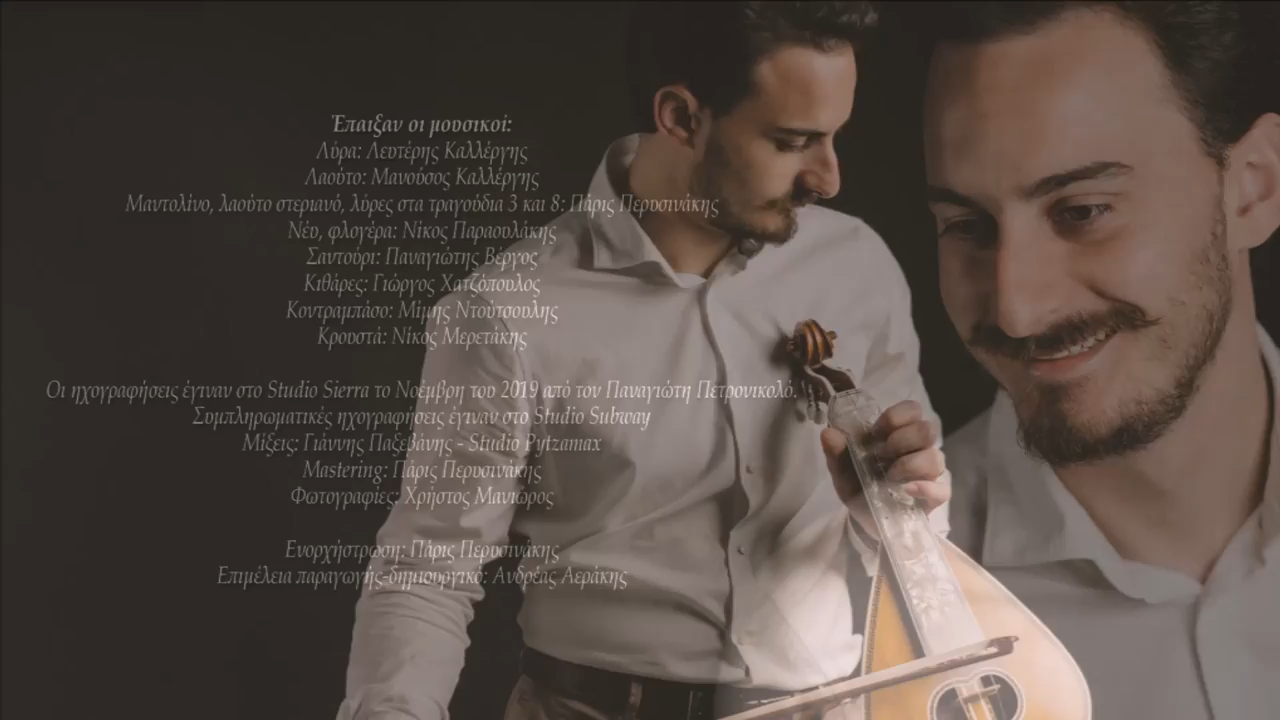 Έπαιξαν οι μουσικοί:
Λύρα: Λευτέρης Καλλέργης
Λαούτο: Μανούσος Καλλέργης
Μαντολίνο, λαούτο στεριανό, λύρες στα τραγούδια 3 και 8: Πάρις Περυσινάκης
Νέυ, φλογέρα: Νίκος Παραουλάκης
Σαντούρι: Παναγιώτης Βέργος
Κιθάρες: Γιώργος Χατζόπουλος
Κοντραμπάσο: Μίμης Ντούτσουλης
Κρουστά: Νίκος Μερετάκης
Οι ηχογραφήσεις έγιναν στο Studio Sierra το Νοέμβρη του 2019 από τον Παναγιώτη Πετρονικολό.
Συμπληρωματικές ηχογραφήσεις έγιναν στο Studio Subway
Μίξεις: Γιάννης Παξεβάνης - Studio Pytzamax
Mastering: Πάρις Περυσινάκης
Φωτογραφίες: Χρήστος Μανιώρος
Ενορχήστρωση: Πάρις Περυσινάκης
Επιμέλεια παραγωγής-δημιουργικό: Ανδρέας Αεράκης